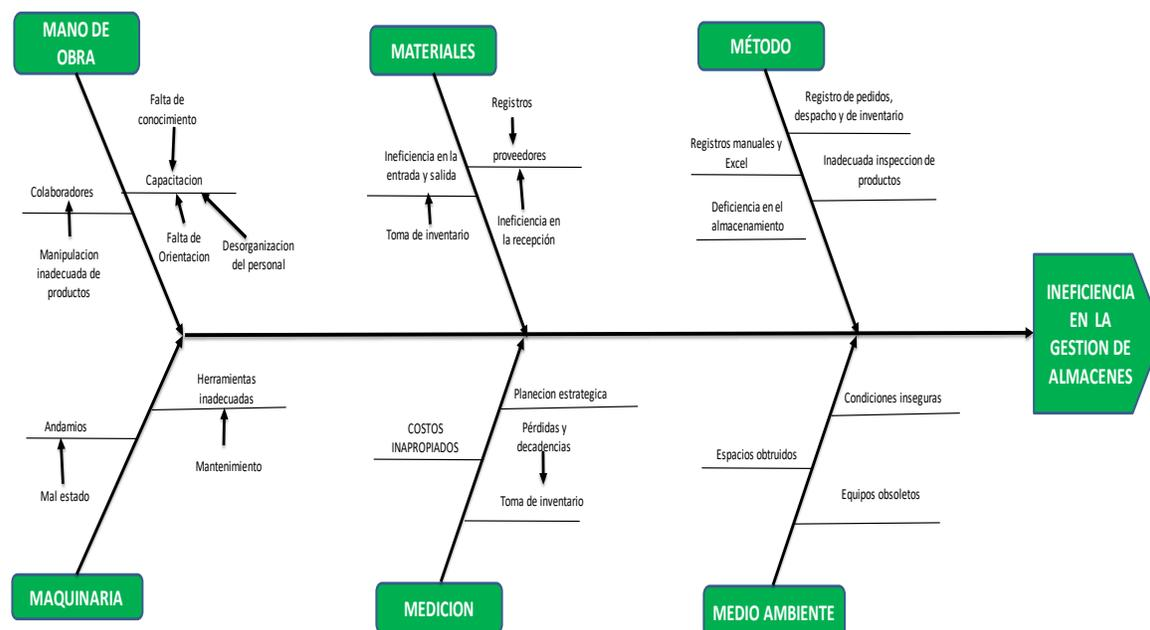 MANO DE
OBRA
Falta de
conocimiento
Capacitacion
Colaboradores
Manipulacion
inadecuada de
productos
Falta de
Orientacion
Desorganizacion
del personal
MATERIALES
Registros
proveedores
Ineficiencia en la
entrada y salida
Toma de inventario
Ineficiencia en
la recepción
MÉTODO
Registro de pedidos,
despacho y de inventario
Registros manuales y
Excel
Inadecuada inspeccion de
productos
Deficiencia en el
almacenamiento
INEFICIENCIA
EN LA
GESTION DE
ALMACENES
Herramientas
inadecuadas
Andamios
Mantenimiento
Mal estado
MAQUINARIA
Planecion estrategica
COSTOS
INAPROPIADOS
Pérdidas y
decadencias
Toma de inventario
MEDICION
Condiciones inseguras
Espacios obtruidos
Equipos obsoletos
MEDIO AMBIENTE